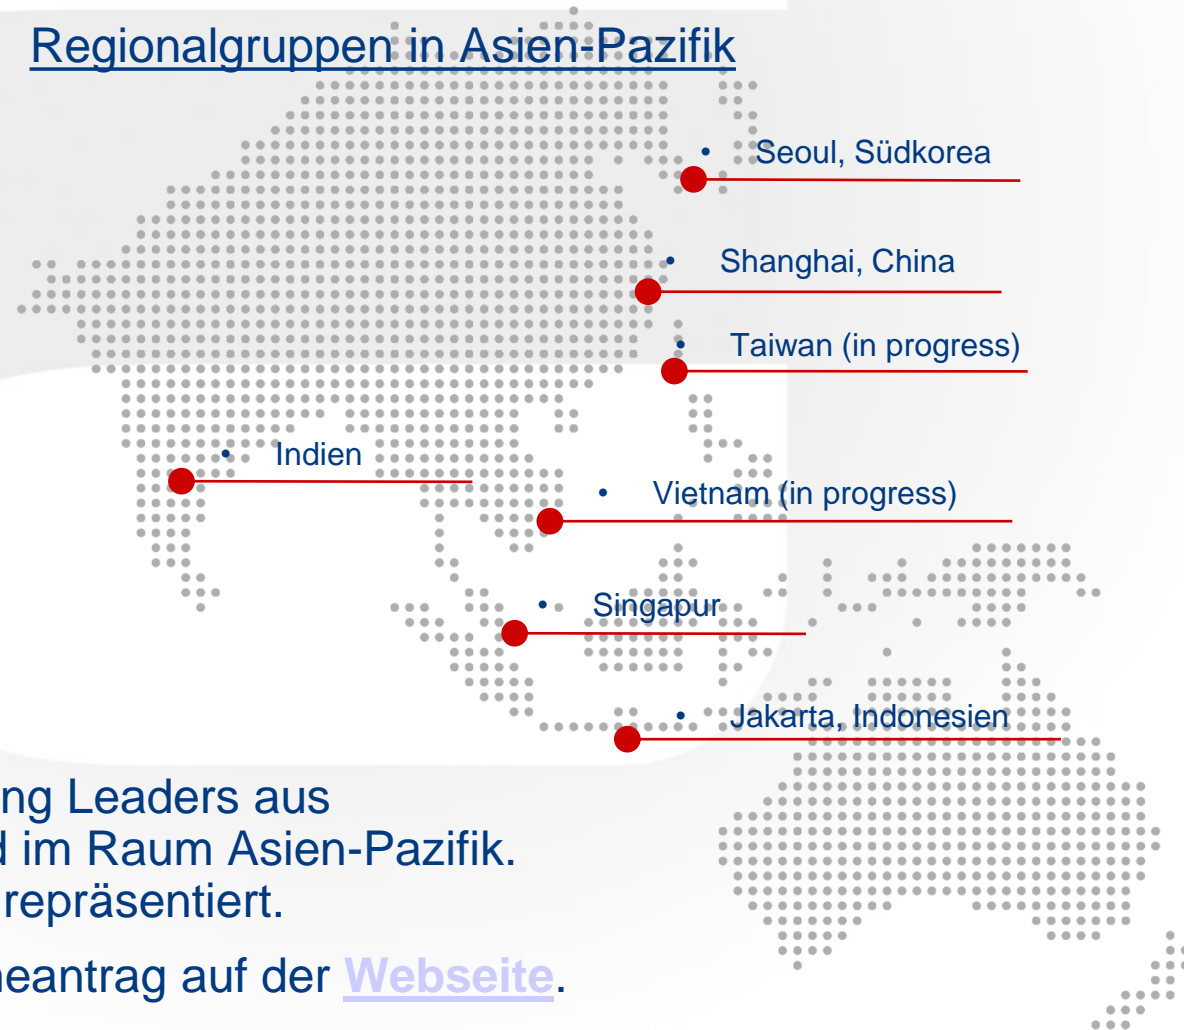 Regionalgruppen in Asien-Pazifik
• Seoul, Südkorea
• Shanghai, China
• Taiwan (in progress)
• Indien
• Vietnam (in progress)
• Singapur
• Jakarta, Indonesien
ng Leaders aus
d im Raum Asien-Pazifik.
repräsentiert.
neantrag auf der Webseite.